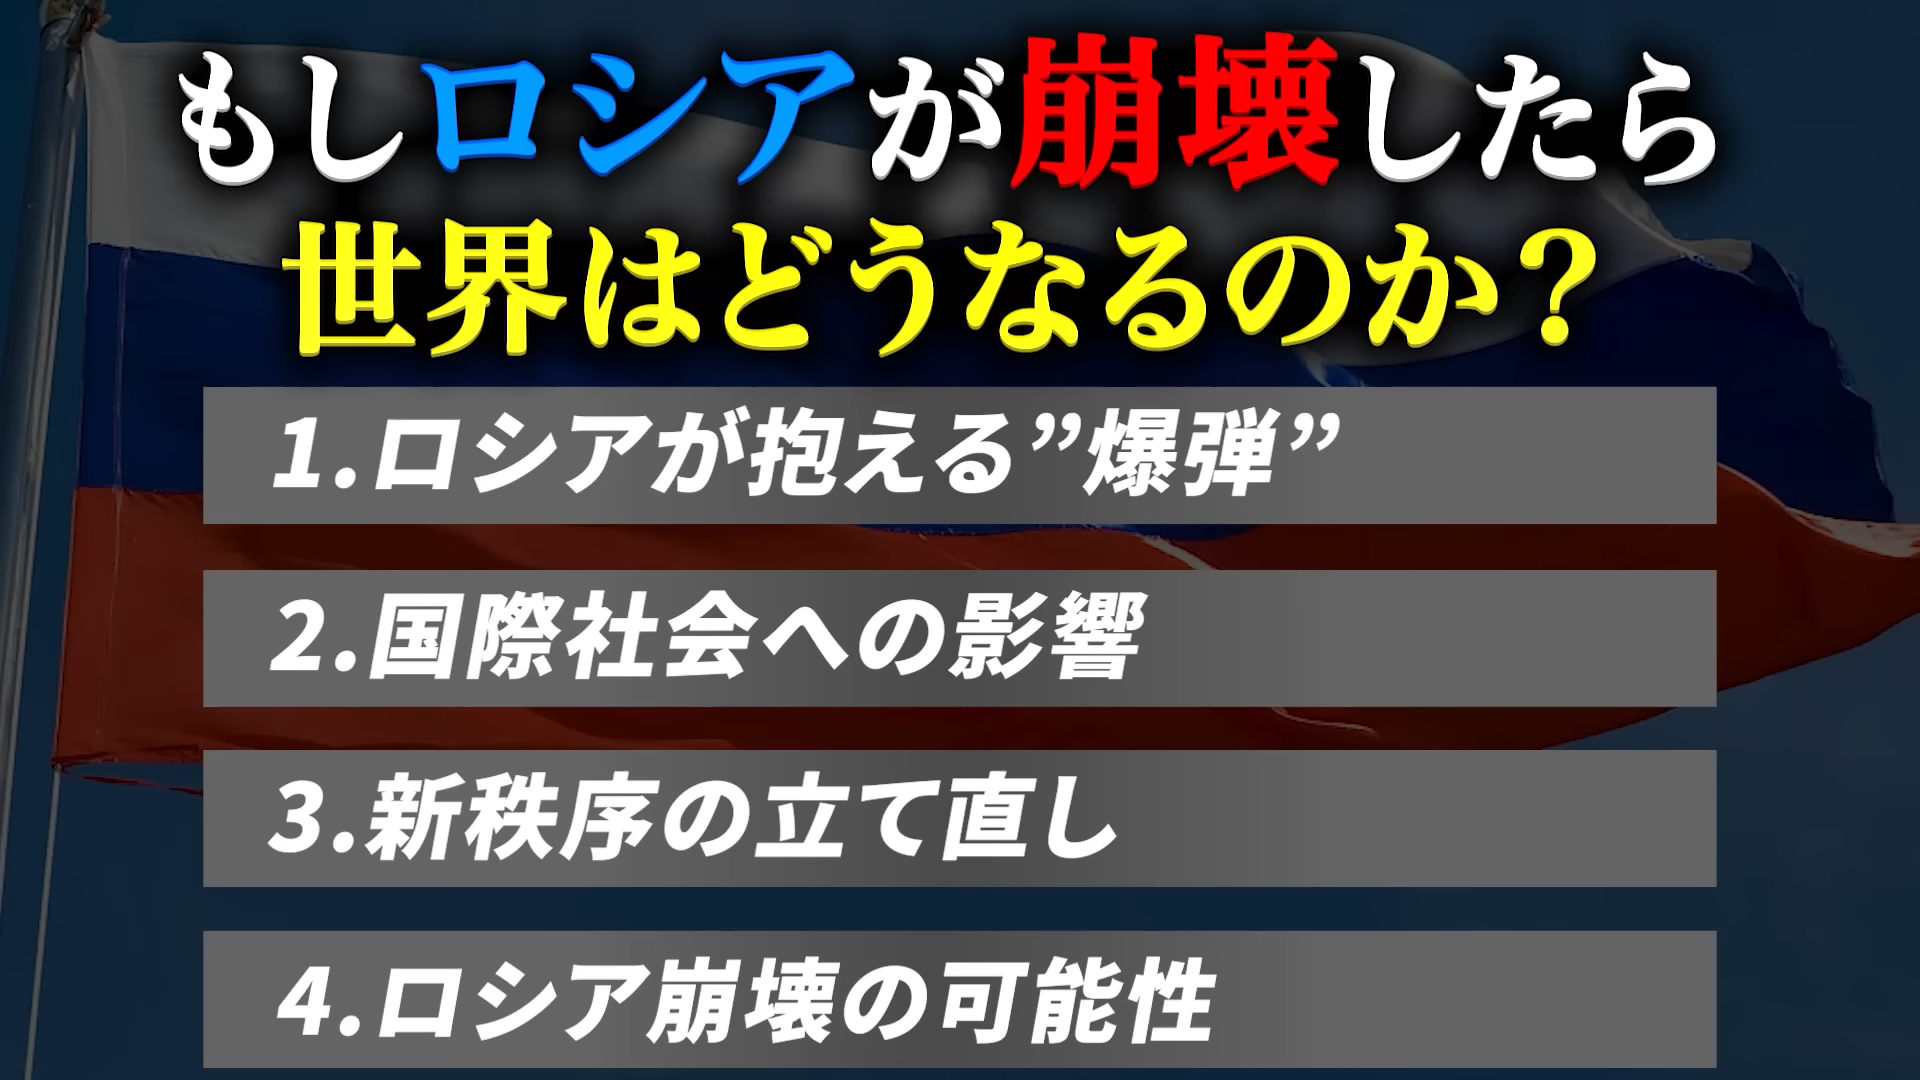 もしロシアが崩壊したら
世界はどうなるのか？
1.ロシアが抱える”爆弾”
2.国際社会への影響
3.新秩序の立て直し
4.ロシア崩壊の可能性